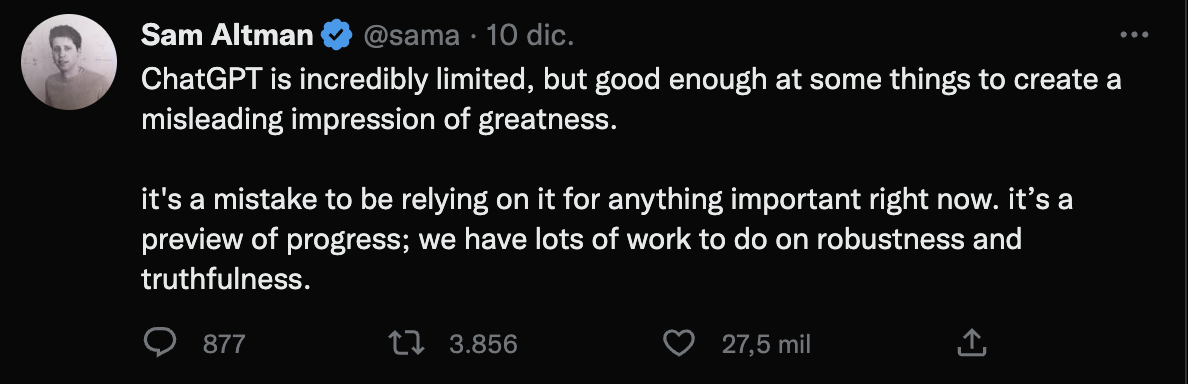 Sam Altman @sama · 10 dic.
ChatGPT is incredibly limited, but good enough at some things to create a
misleading impression of greatness.
it's a mistake to be relying on it for anything important right now. it’s a
preview of progress; we have lots of work to do on robustness and
truthfulness.
877 3.856 27,5 mil